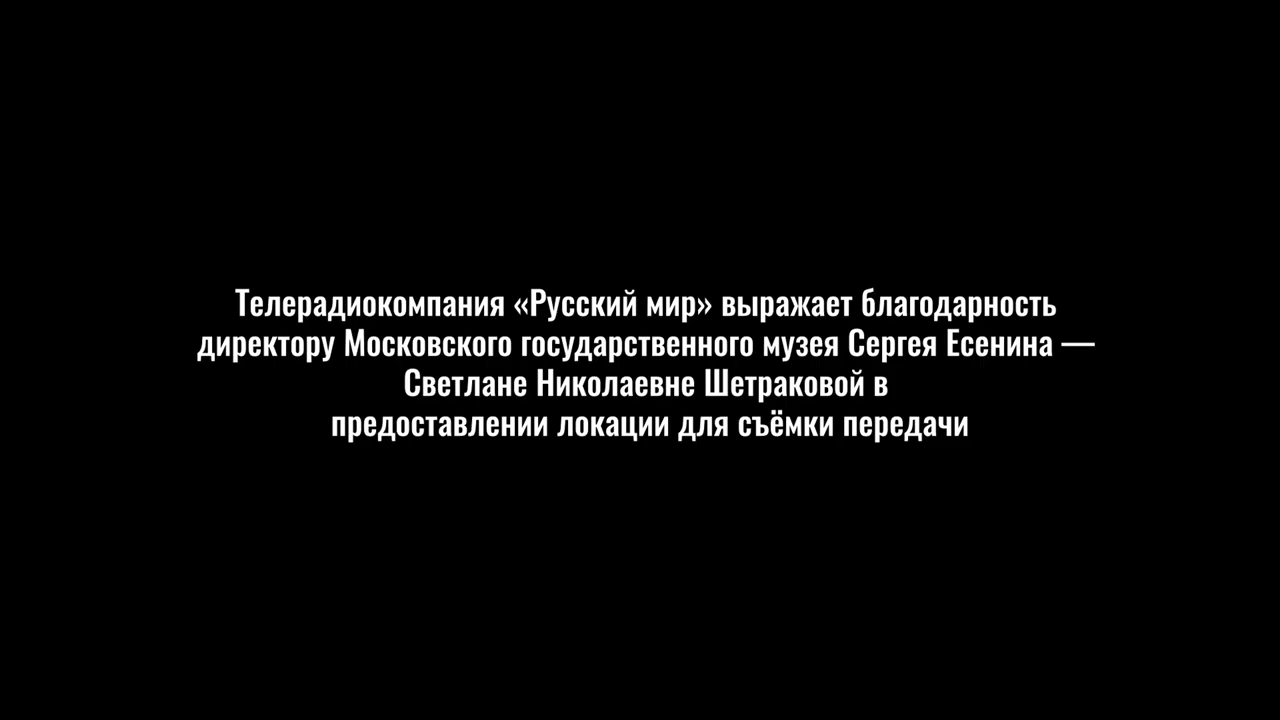 Телерадиокомпания «Русский мир» выражает благодарность
директору Московского государственного музея Сергея Есенина —
Светлане Николаевне Шетраковой в
предоставлении локации для съёмки передачи